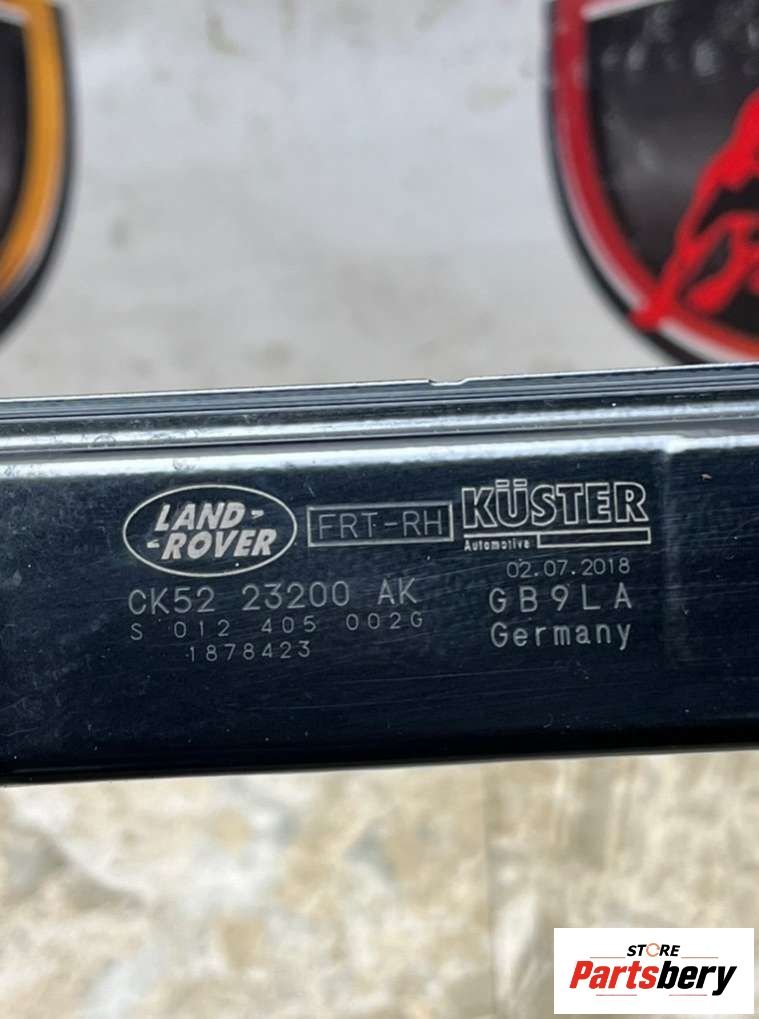 LAND-
-ROVER
FRT-RH
KÜSTER
Automotive
02.07.2018
CK52 23200 AK
GB9LA
S 012 405 002G
Germany
1878423
STORE
Partsbery